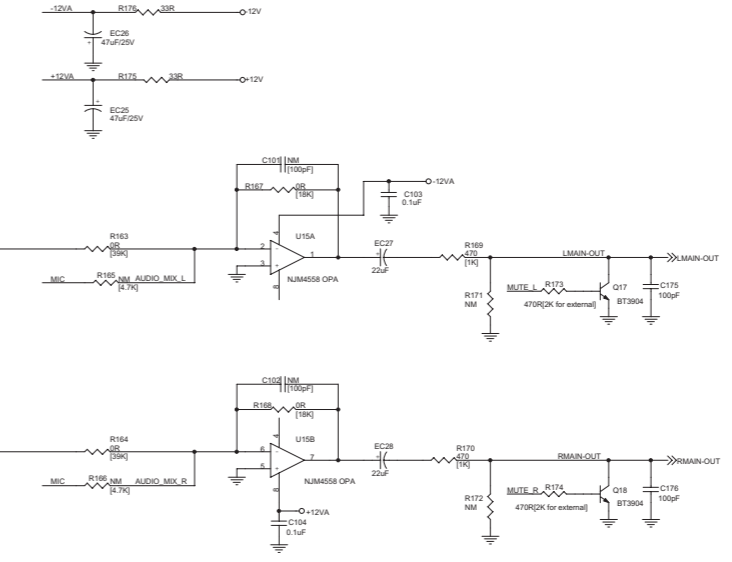 -12VA R176 33R -12V
EC26
47uF/25V
+
+12VA R175 33R +12V
+
EC25
47uF/25V
C101 NM
[100pF]
R167 0R
[18K]
-12VA
C103
0.1uF
4
R163
0R
[39K]
U15A
2 -
3 +
1
8
NJM4558 OPA
MIC R165 NM AUDIO_MIX_L
[4.7K]
EC27
+
22uF
R169
470
[1K]
LMAIN-OUT
LMAIN-OUT
R171
NM
MUTE_L R173
470R[2K for external]
Q17
BT3904
C175
100pF
C102 NM
[100pF]
R168 0R
[18K]
4
R164
0R
[39K]
U15B
6 -
5 +
7
8
NJM4558 OPA
MIC R166 NM AUDIO_MIX_R
[4.7K]
+12VA
C104
0.1uF
EC28
+
22uF
R170
470
[1K]
RMAIN-OUT
RMAIN-OUT
R172
NM
MUTE_R R174
470R[2K for external]
Q18
BT3904
C176
100pF